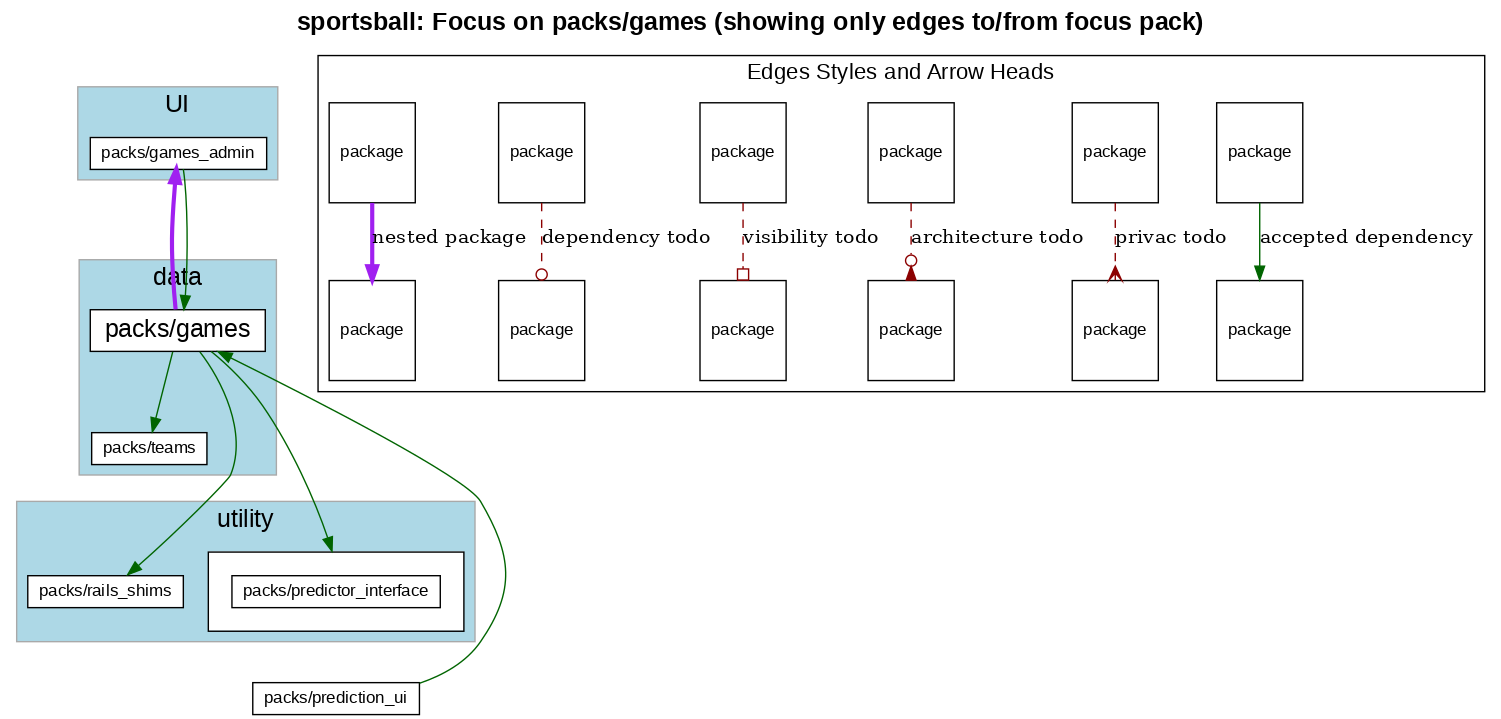 sportsball: Focus on packs/games (showing only edges to/from focus pack)
Edges Styles and Arrow Heads
package
package
package
package
package
package
nested package
dependency todo
visibility todo
architecture todo
privac todo
accepted dependency
package
package
package
package
package
package
UI
packs/games_admin
data
packs/games
packs/teams
utility
packs/rails_shims
packs/predictor_interface
packs/prediction_ui